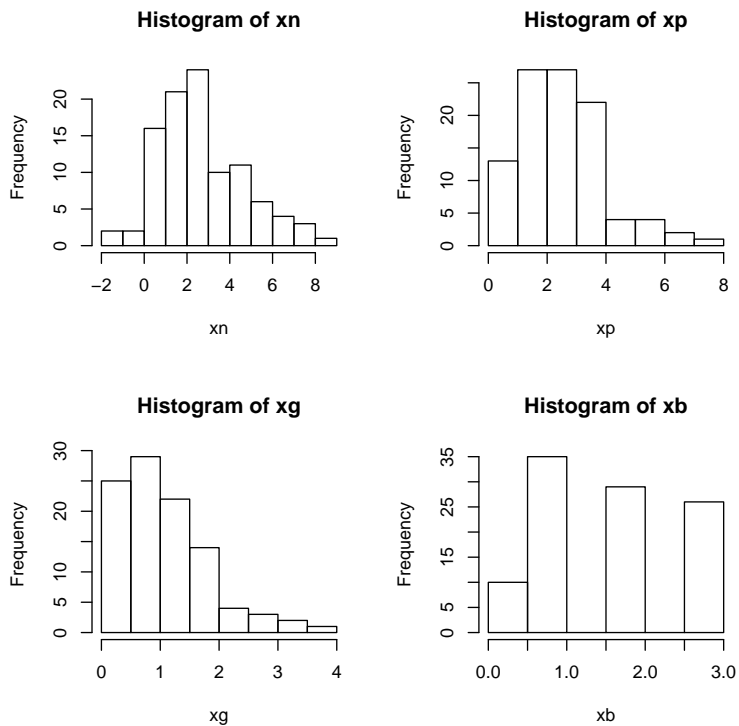 Histogram of xn
Frequency
0 5 10 15 20
−2 0 2 4 6 8
xn
Histogram of xp
Frequency
0 5 10 20
0 2 4 6 8
xp
Histogram of xg
Frequency
0 5 10 20 30
0 1 2 3 4
xg
Histogram of xb
Frequency
0 5 15 25 35
0.0 1.0 2.0 3.0
xb